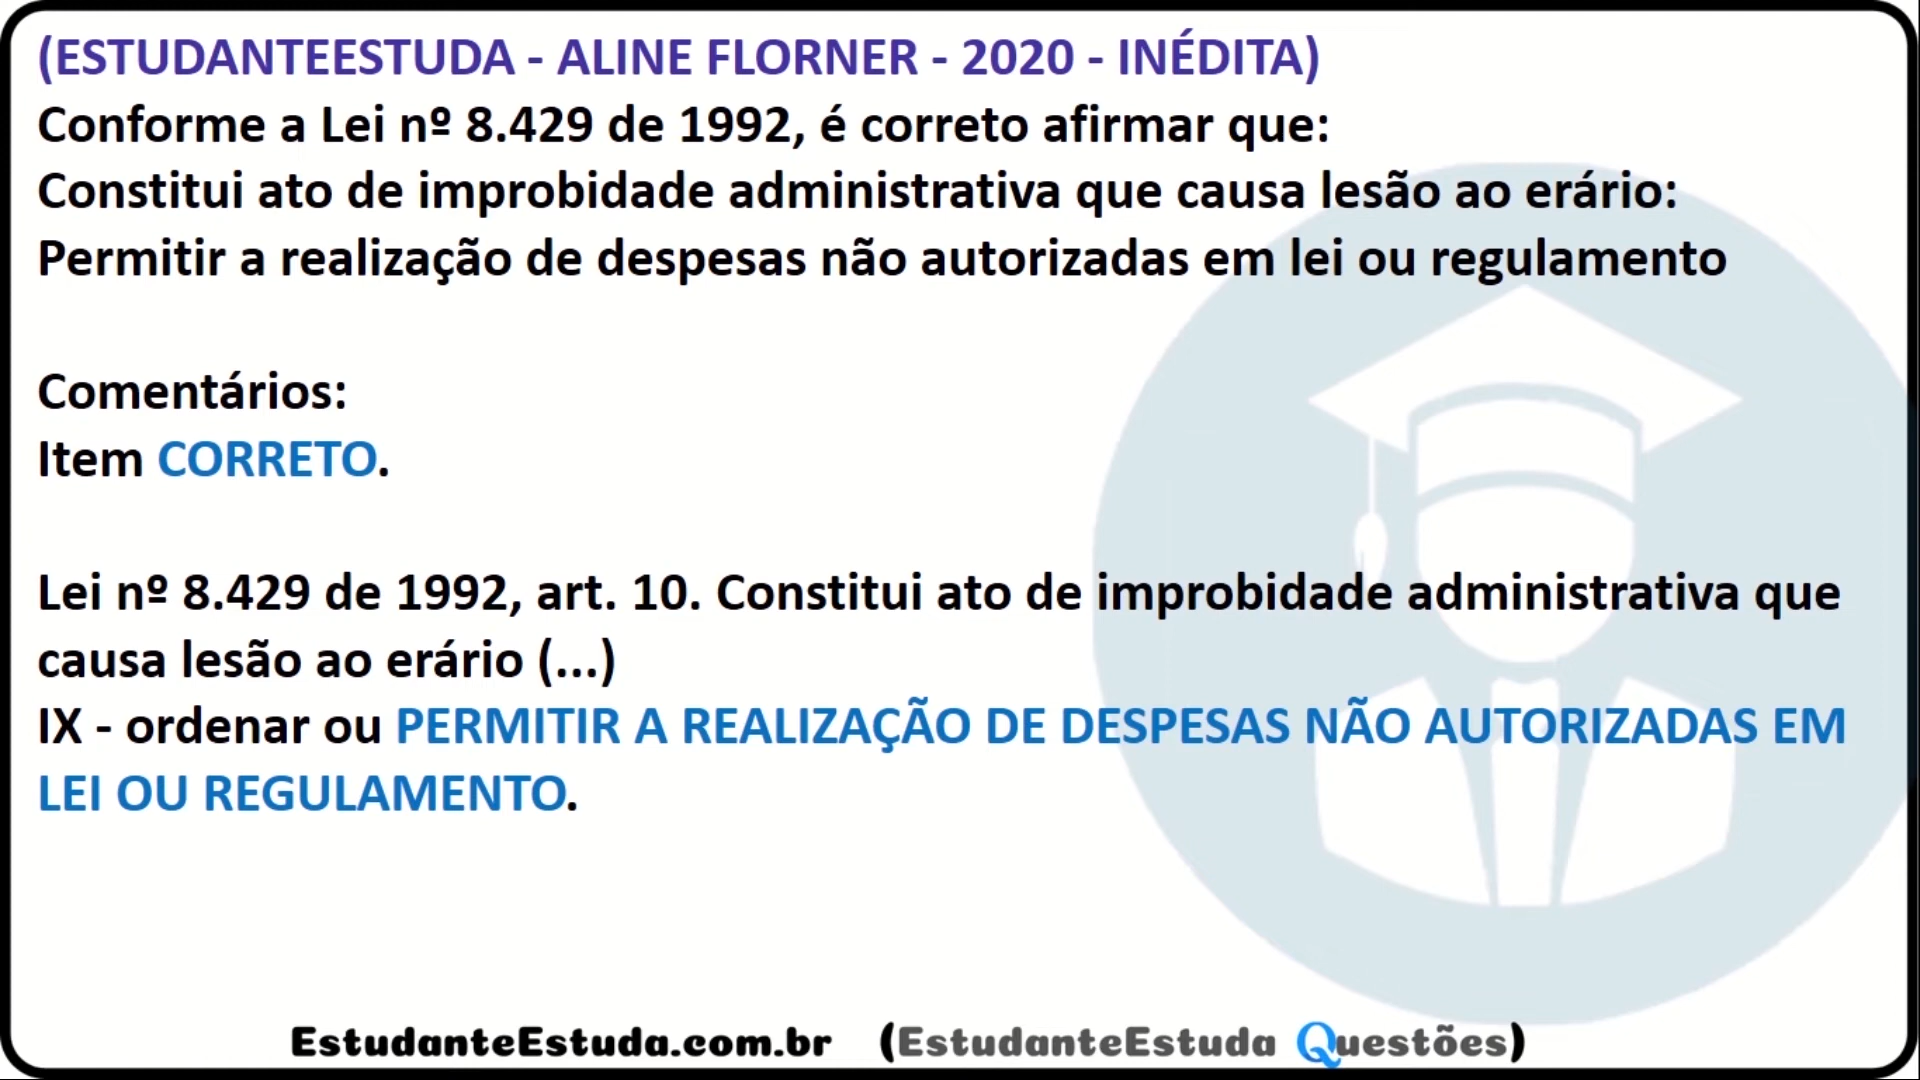 (ESTUDANTEESTUDA - ALINE FLORNER - 2020 - INÉDITA)
Conforme a Lei nº 8.429 de 1992, é correto afirmar que:
Constitui ato de improbidade administrativa que causa lesão ao erário:
Permitir a realização de despesas não autorizadas em lei ou regulamento
Comentários:
Item CORRETO.
Lei nº 8.429 de 1992, art. 10. Constitui ato de improbidade administrativa que
causa lesão ao erário (...)
IX - ordenar ou PERMITIR A REALIZAÇÃO DE DESPESAS NÃO AUTORIZADAS EM
LEI OU REGULAMENTO.
EstudanteEstuda.com.br (EstudanteEstuda Questões)